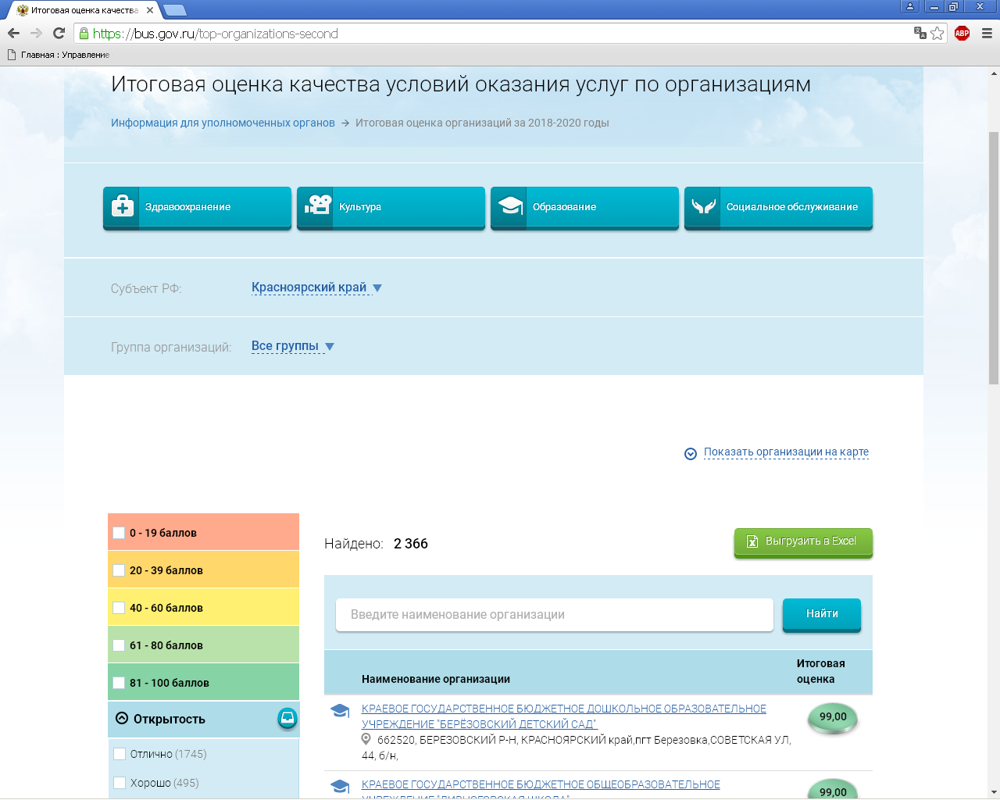 Итоговая оценка качества
https://bus.gov.ru/top-organizations-second
ABP
Главная : Управление
Итоговая оценка качества условий оказания услуг по организациям
Информация для уполномоченных органов → Итоговая оценка организаций за 2018-2020 годы
Здравоохранение
Культура
Образование
Социальное обслуживание
Субъект РФ: Красноярский край
Группа организаций: Все группы
Показать организации на карте
0 - 19 баллов
20 - 39 баллов
40 - 60 баллов
61 - 80 баллов
81 - 100 баллов
Открытость
Отлично (1745)
Хорошо (495)
Найдено: 2 366
Выгрузить в Excel
Введите наименование организации
Найти
Наименование организации
Итоговая
оценка
КРАЕВОЕ ГОСУДАРСТВЕННОЕ БЮДЖЕТНОЕ ДОШКОЛЬНОЕ ОБРАЗОВАТЕЛЬНОЕ
УЧРЕЖДЕНИЕ "БЕРЁЗОВСКИЙ ДЕТСКИЙ САД"
99,00
662520, БЕРЕЗОВСКИЙ Р-Н, КРАСНОЯРСКИЙ край,пгт Березовка,СОВЕТСКАЯ УЛ,
44, б/н,
КРАЕВОЕ ГОСУДАРСТВЕННОЕ БЮДЖЕТНОЕ ОБЩЕОБРАЗОВАТЕЛЬНОЕ
УЧРЕЖДЕНИЕ "ДИВНОГОРСКАЯ ШКОЛА"
99,00